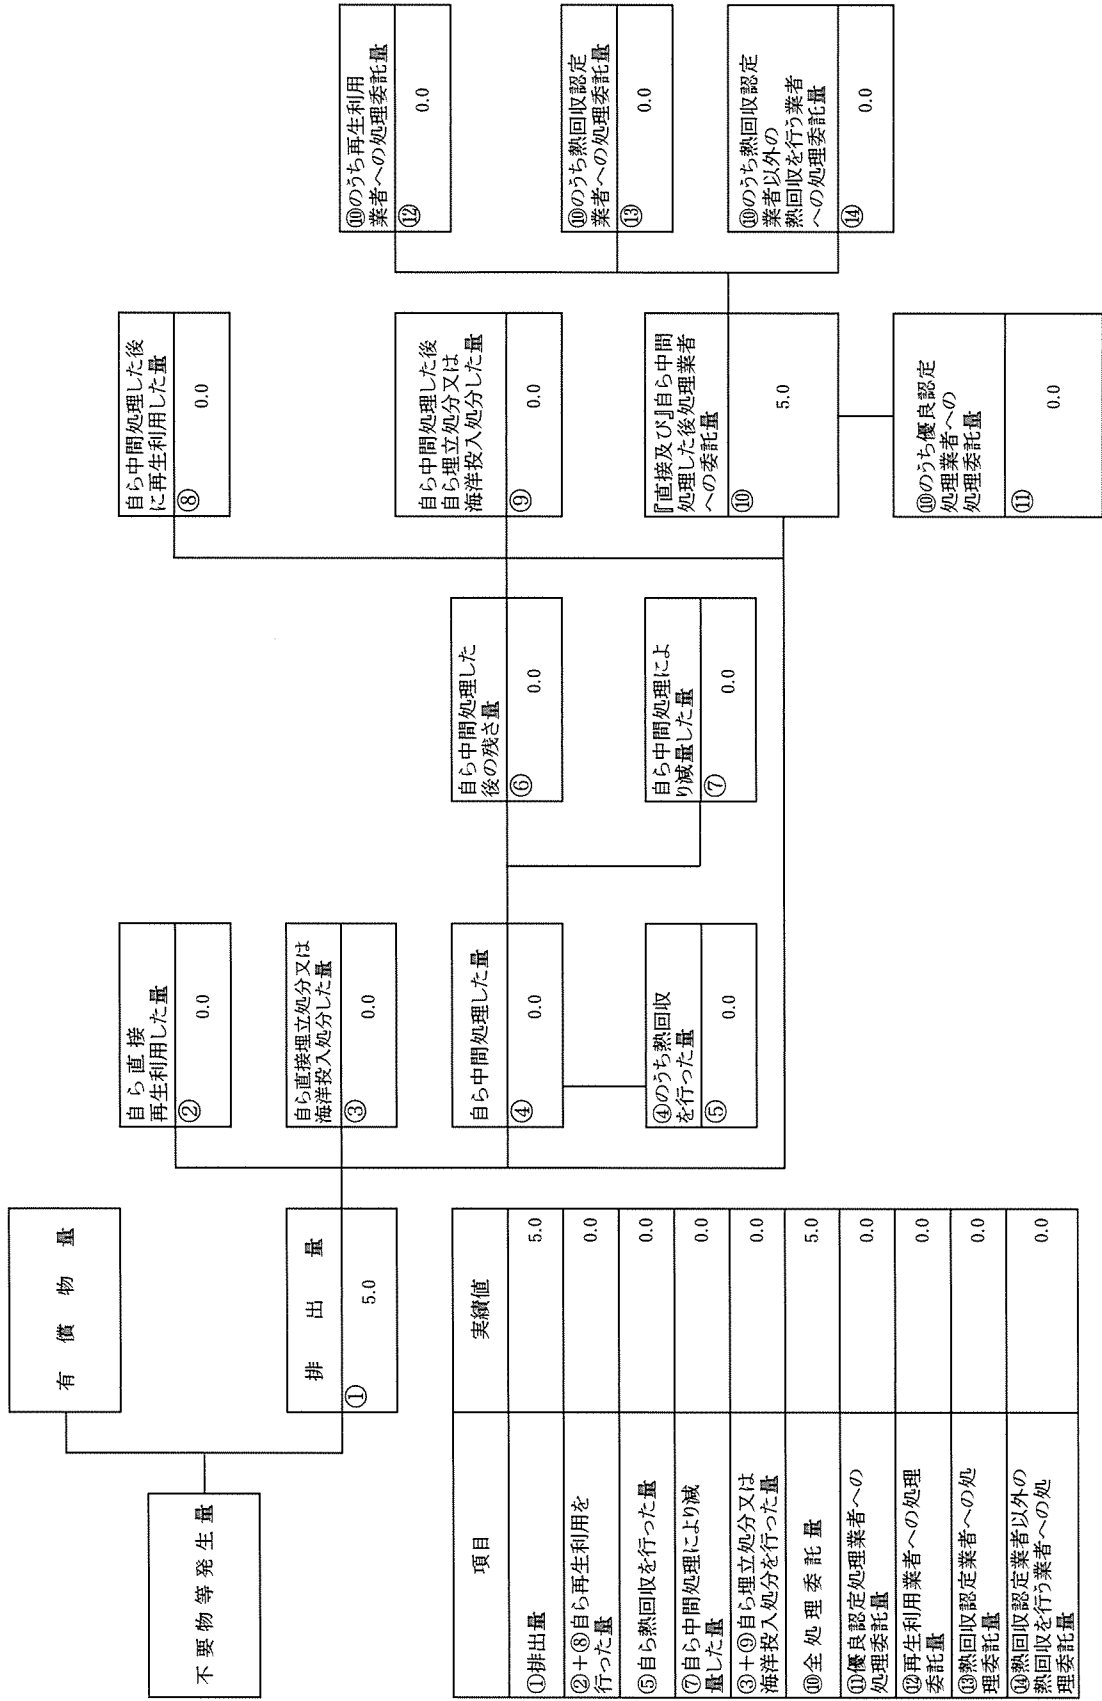 不要物等発生量
有償物量
排出量
①
5.0
自ら直接
再生利用した量
②
0.0
自ら直接埋立処分又は
海洋投入処分した量
③
0.0
自ら中間処理した量
④
0.0
④のうち熱回収
を行った量
⑤
0.0
自ら中間処理した
後の残さ量
⑥
0.0
自ら中間処理によ
り減量した量
⑦
0.0
自ら中間処理した後
に再生利用した量
⑧
0.0
自ら中間処理した後
自ら埋立処分又は
海洋投入処分した量
⑨
0.0
『直接及び』自ら中間
処理した後処理業者
への委託量
⑩
5.0
⑩のうち優良認定
処理業者への
処理委託量
⑪
0.0
⑩のうち再生利用
業者への処理委託量
⑫
0.0
⑩のうち熱回収認定
業者への処理委託量
⑬
0.0
⑩のうち熱回収認定
業者以外の
熱回収を行う業者
への処理委託量
⑭
0.0
項目 実績値
①排出量 5.0
②+⑧自ら再生利用を
行った量 0.0
⑤自ら熱回収を行った量 0.0
⑦自ら中間処理により減
量した量 0.0
③+⑨自ら埋立処分又は
海洋投入処分を行った量 0.0
⑩全処理委託量 5.0
⑪優良認定処理業者への
処理委託量 0.0
⑫再生利用業者への処理
委託量 0.0
⑬熱回収認定業者への処
理委託量 0.0
⑭熱回収認定業者以外の
熱回収を行う業者への処
理委託量 0.0